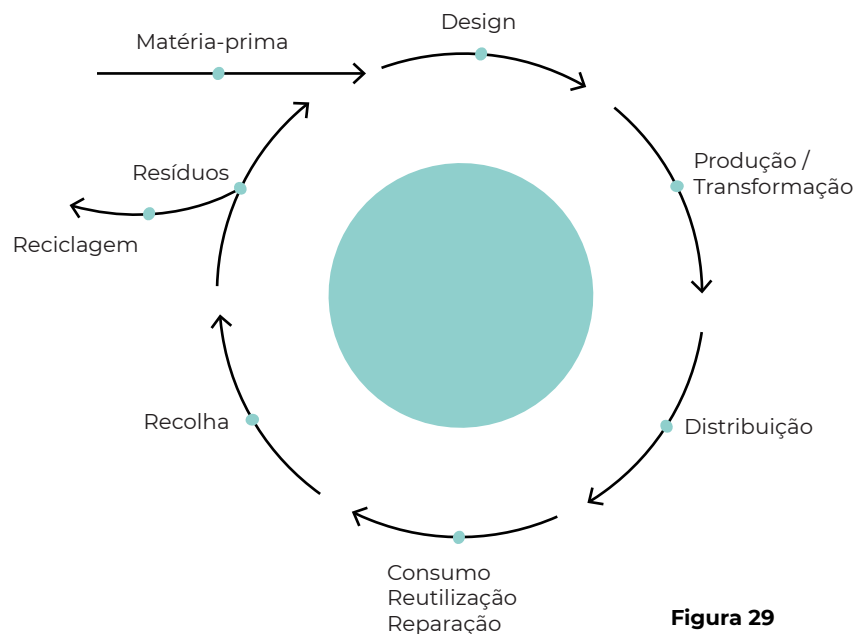 Design
Matéria-prima
Produção /
Transformação
Resíduos
Reciclagem
Recolha
Distribuição
Consumo
Reutilização
Reparação
Figura 29